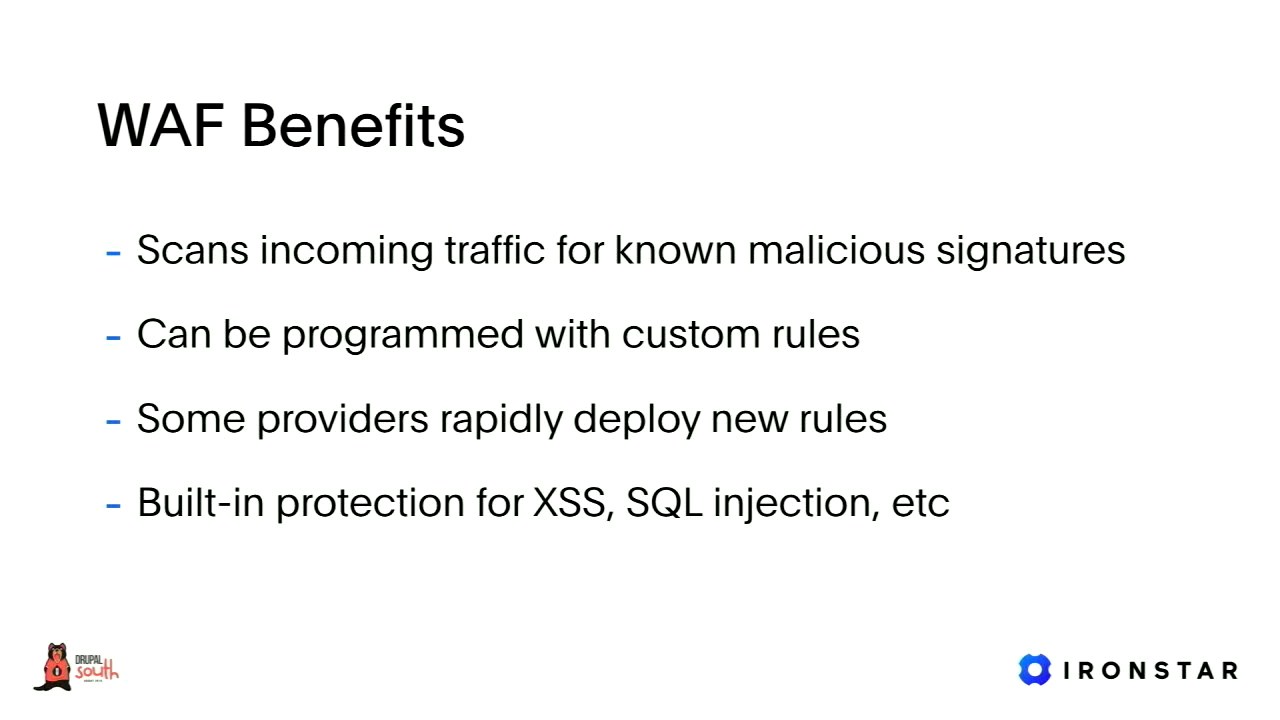 WAF Benefits
- Scans incoming traffic for known malicious signatures
- Can be programmed with custom rules
- Some providers rapidly deploy new rules
- Built-in protection for XSS, SQL injection, etc
DRUPAL
south
IRONSTAR